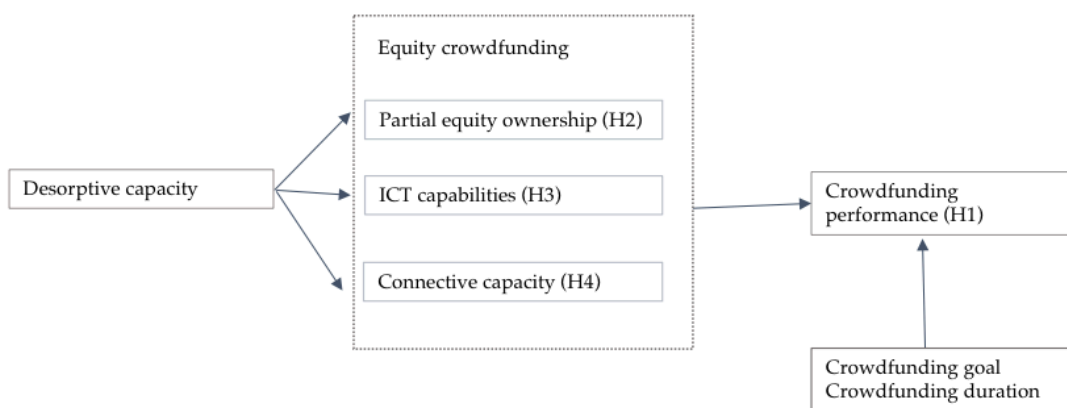 Equity crowdfunding
Partial equity ownership (H2)
Desorptive capacity
ICT capabilities (H3)
Crowdfunding
performance (H1)
Connective capacity (H4)
Crowdfunding goal
Crowdfunding duration